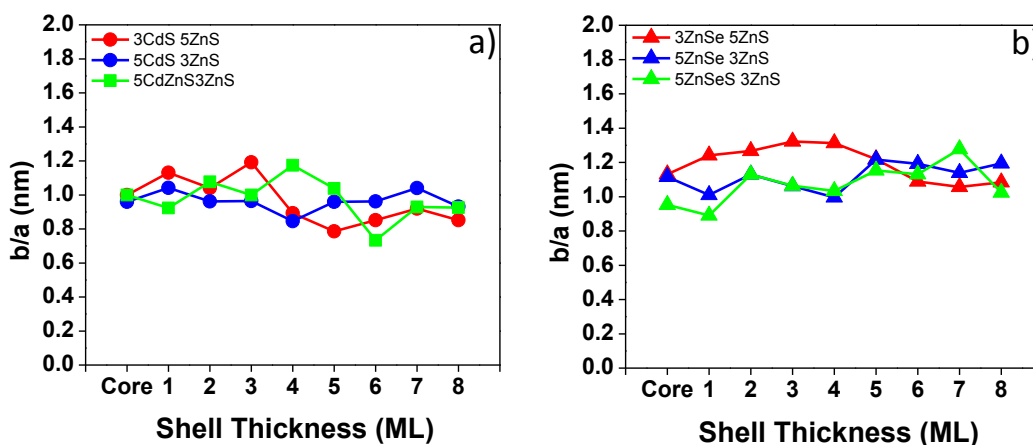 a)
3CdS 5ZnS
5CdS 3ZnS
5CdZnS3ZnS
2.0
1.8
1.6
1.4
1.2
1.0
0.8
0.6
0.4
0.2
0.0
b/a (nm)
Core 1 2 3 4 5 6 7 8
Shell Thickness (ML)
b)
3ZnSe 5ZnS
5ZnSe 3ZnS
5ZnSeS 3ZnS
2.0
1.8
1.6
1.4
1.2
1.0
0.8
0.6
0.4
0.2
0.0
b/a (nm)
Core 1 2 3 4 5 6 7 8
Shell Thickness (ML)